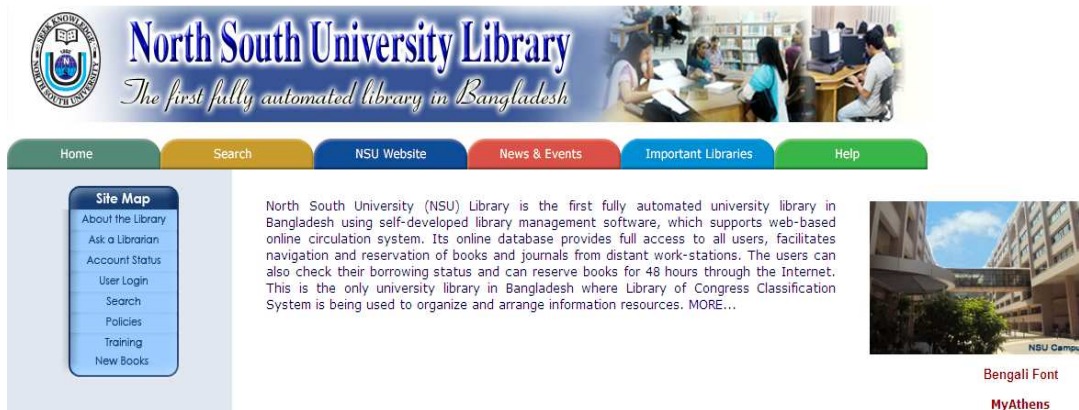 SEEK KNOWLEDGE
NORTH SOUTH UNIVERSITY
North South University Library
The first fully automated library in Bangladesh
Home
Search
NSU Website
News & Events
Important Libraries
Help
Site Map
About the Library
Ask a Librarian
Account Status
User Login
Search
Policies
Training
New Books
North South University (NSU) Library is the first fully automated university library in
Bangladesh using self-developed library management software, which supports web-based
online circulation system. Its online database provides full access to all users, facilitates
navigation and reservation of books and journals from distant work-stations. The users can
also check their borrowing status and can reserve books for 48 hours through the Internet.
This is the only university library in Bangladesh where Library of Congress Classification
System is being used to organize and arrange information resources. MORE...
NSU Campu
Bengali Font
MyAthens